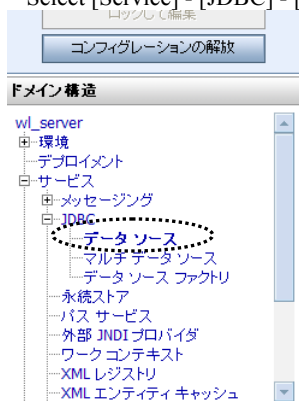 Select [Service] - [JDBC] - [
ロックして編集
コンフィグレーションの解放
ドメイン構造
wl_server
環境
デプロイメント
サービス
メッセージング
JDBC
データ ソース
マルチ データ ソース
データ ソース ファクトリ
永続ストア
パス サービス
外部 JNDI プロバイダ
ワーク コンテキスト
XML レジストリ
XML エンティティ キャッシュ